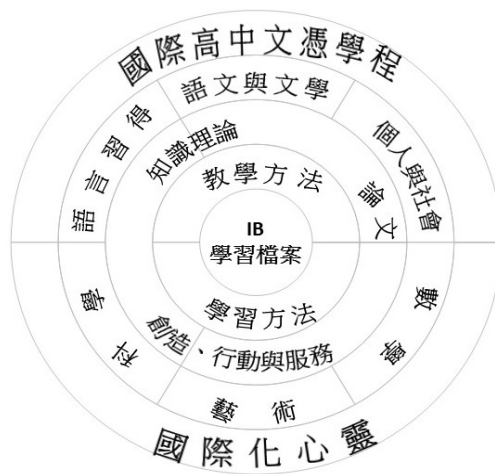 國際高中文憑學程
語文與文學
語言習得
個人與社會
知識理論
論文
教學方法
IB
學習檔案
學習方法
創造、行動與服務
科學
數學
藝術
國際化心靈